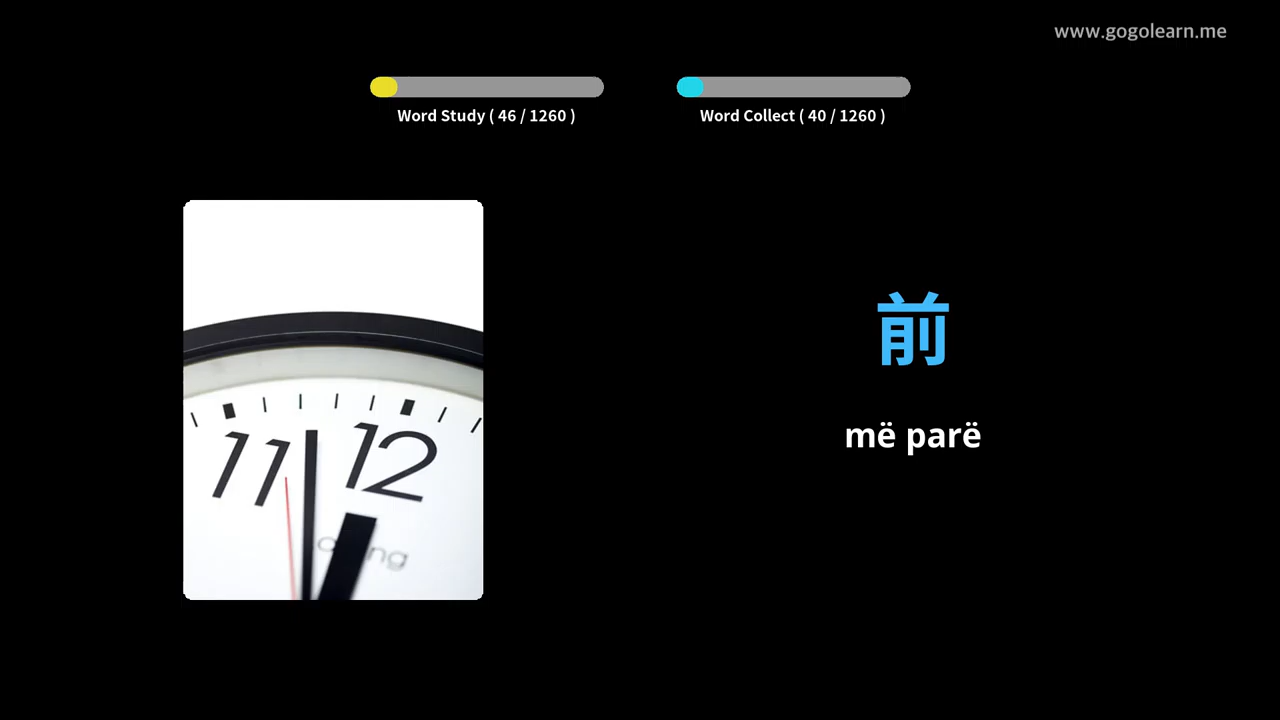 www.gogolearn.me
Word Study ( 46 / 1260 )
Word Collect ( 40 / 1260 )
11
12
前
më parë